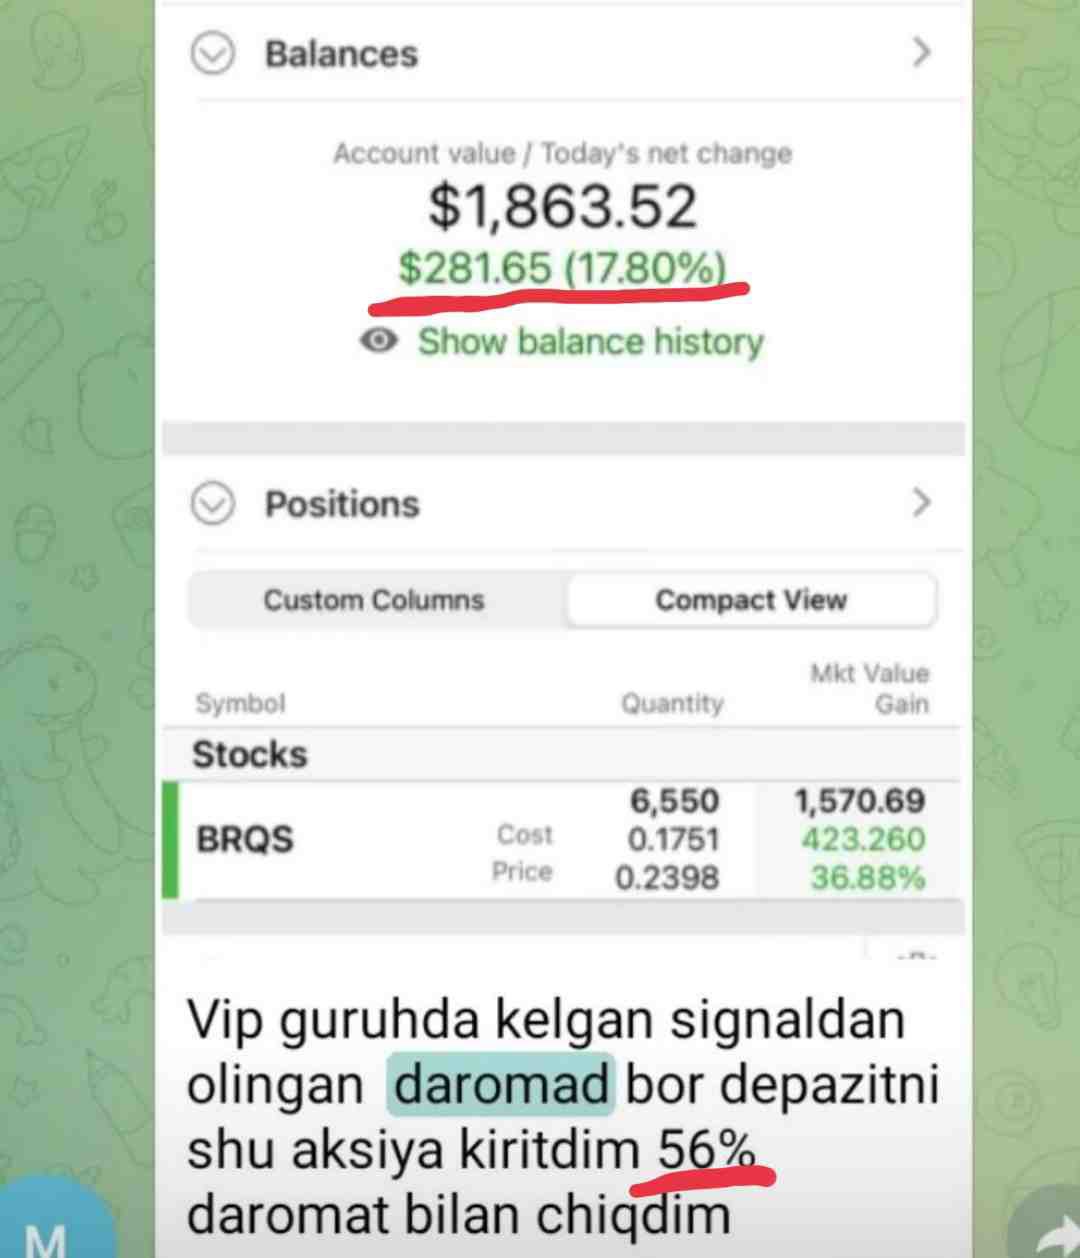 Balances
Account value / Today's net change
$1,863.52
$281.65 (17.80%)
Show balance history
Positions
Custom Columns Compact View
Mkt Value
Symbol Quantity Gain
Stocks
6,550 1,570.69
BRQS Cost 0.1751 423.260
Price 0.2398 36.88%
Vip guruhda kelgan signaldan
olingan daromad bor depazitni
shu aksiya kiritdim 56%
daromat bilan chiqdim
M